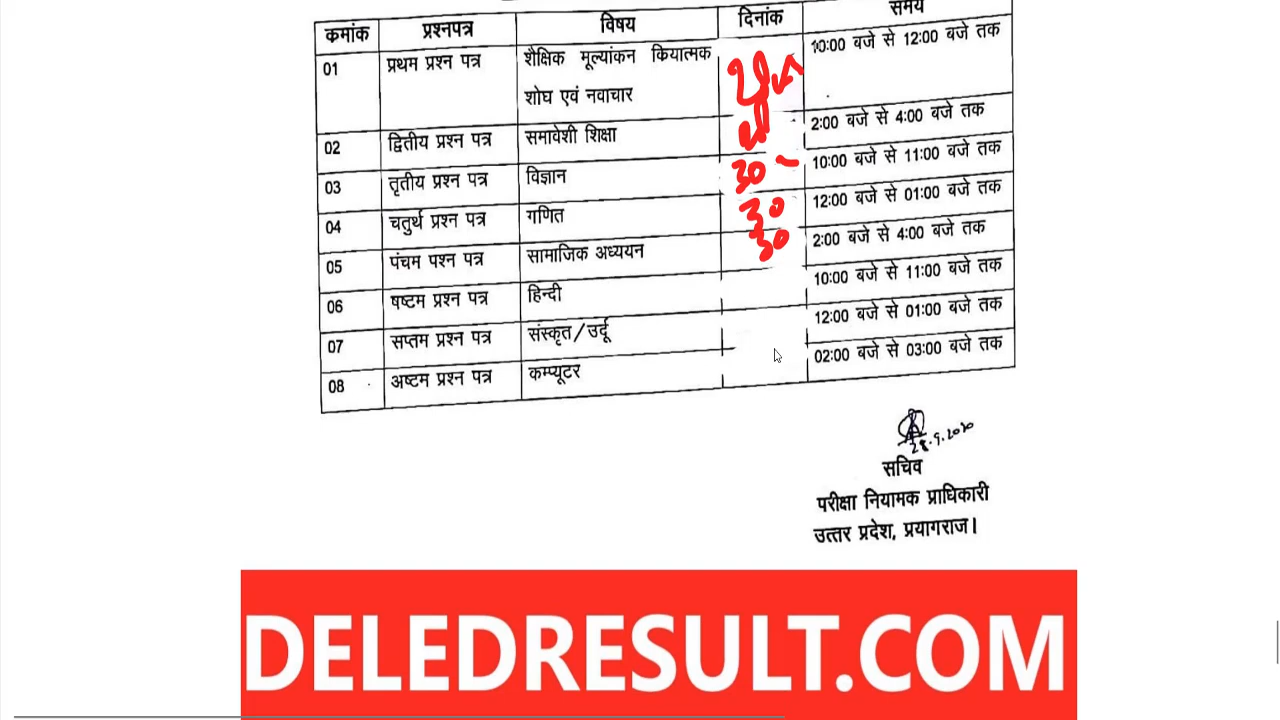 कमांक प्रश्नपत्र विषय दिनांक समय
01 प्रथम प्रश्न पत्र शैक्षिक मूल्यांकन कियात्मक 10:00 बजे से 12:00 बजे तक
शोघ एवं नवाचार
02 द्वितीय प्रश्न पत्र समावेशी शिक्षा 2:00 बजे से 4:00 बजे तक
03 तृतीय प्रश्न पत्र विज्ञान 30 10:00 बजे से 11:00 बजे तक
04 चतुर्थ प्रश्न पत्र गणित 30 12:00 बजे से 01:00 बजे तक
05 पंचम पश्न पत्र सामाजिक अध्ययन 30 2:00 बजे से 4:00 बजे तक
06 षष्टम प्रश्न पत्र हिन्दी 10:00 बजे से 11:00 बजे तक
07 सप्तम प्रश्न पत्र संस्कृत/उर्दू 12:00 बजे से 01:00 बजे तक
08 अष्टम प्रश्न पत्र कम्प्यूटर 02:00 बजे से 03:00 बजे तक
सचिव
परीक्षा नियामक प्राधिकारी
उत्तर प्रदेश, प्रयागराज।
DELEDRESULT.COM